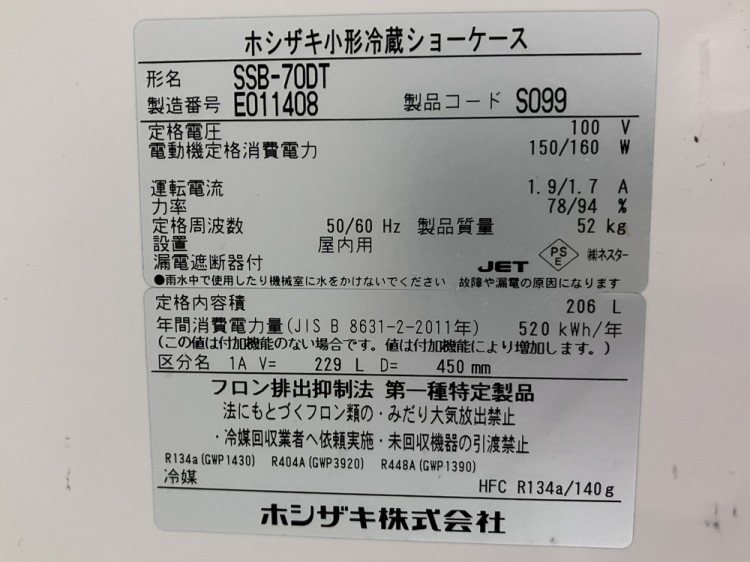 ホシザキ小形冷蔵ショーケース
形名 SSB-70DT
製造番号 E011408 製品コード S099
定格電圧 100 V
電動機定格消費電力 150/160 W
運転電流 1.9/1.7 A
力率 78/94 %
定格周波数 50/60 Hz 製品質量 52 kg
設置 屋内用
漏電遮断器付 JET PS E ㈱ネスター
●雨水中で使用したり機械室に水をかけないでください 故障や漏電の原因になります
定格内容積 206 L
年間消費電力量(JIS B 8631-2-2011年) 520 kWh/年
(この値は付加機能のない場合です。値は付加機能により増加します。)
区分名 1A V= 229 L D= 450 mm
フロン排出抑制法 第一種特定製品
法にもとづくフロン類の・みだり大気放出禁止
・冷媒回収業者へ依頼実施・未回収機器の引渡禁止
R134a(GWP1430) R404A(GWP3920) R448A(GWP1390)
冷媒 HFC R134a/140g
ホシザキ株式会社